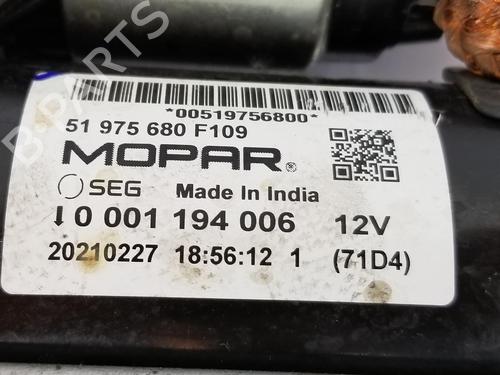 *00519756800*
51 975 680 F109
MOPAR®
SEG Made In India
0 001 194 006 12V
20210227 18:56:12 1 (71D4)
B-PARTS